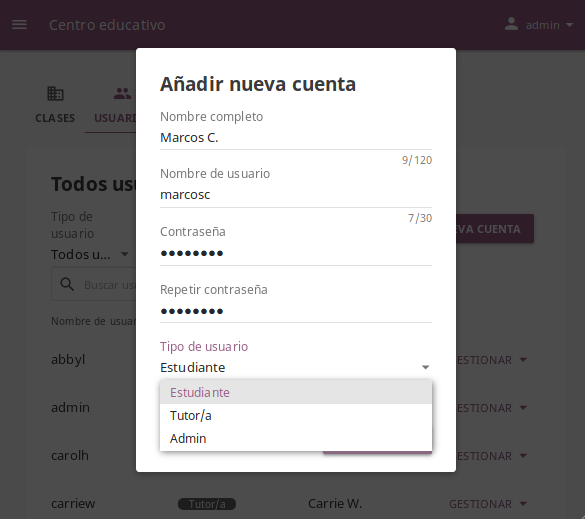 Centro educativo
admin
CLASES
USUAR
Añadir nueva cuenta
Nombre completo
Marcos C.
9/120
Nombre de usuario
marcosc
7/30
Contraseña
Repetir contraseña
Tipo de usuario
Estudiante
Estudiante
Tutor/a
Admin
Todos usu
Tipo de
usuario
Todos u...
EVA CUENTA
Buscar usu
Nombre de usuar
abbyl
GESTIONAR
admin
GESTIONAR
carolh
GESTIONAR
carriew Tutor/a Carrie W. GESTIONAR